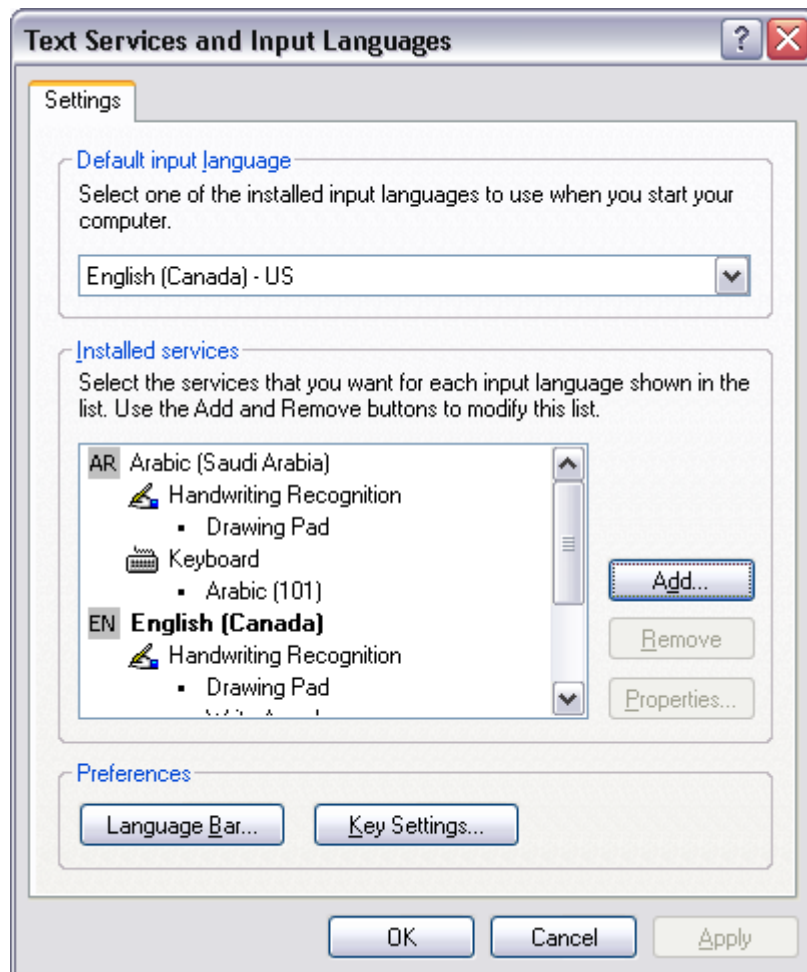 Text Services and Input Languages
Settings
Default input language
Select one of the installed input languages to use when you start your
computer.
English (Canada) - US
Installed services
Select the services that you want for each input language shown in the
list. Use the Add and Remove buttons to modify this list.
AR Arabic (Saudi Arabia)
Handwriting Recognition
▪ Drawing Pad
Keyboard
▪ Arabic (101)
EN English (Canada)
Handwriting Recognition
▪ Drawing Pad
Add...
Remove
Properties...
Preferences
Language Bar...
Key Settings...
OK
Cancel
Apply